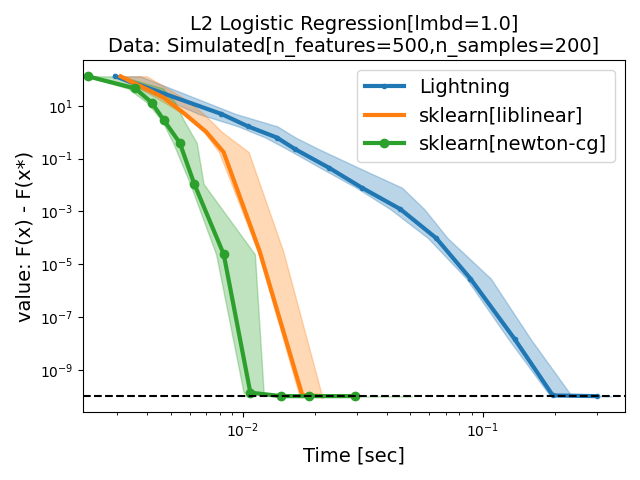 L2 Logistic Regression[lmbd=1.0]
Data: Simulated[n_features=500,n_samples=200]
Lightning
sklearn[liblinear]
sklearn[newton-cg]
value: F(x) - F(x*)
10¹
10⁻¹
10⁻³
10⁻⁵
10⁻⁷
10⁻⁹
10⁻²
10⁻¹
Time [sec]